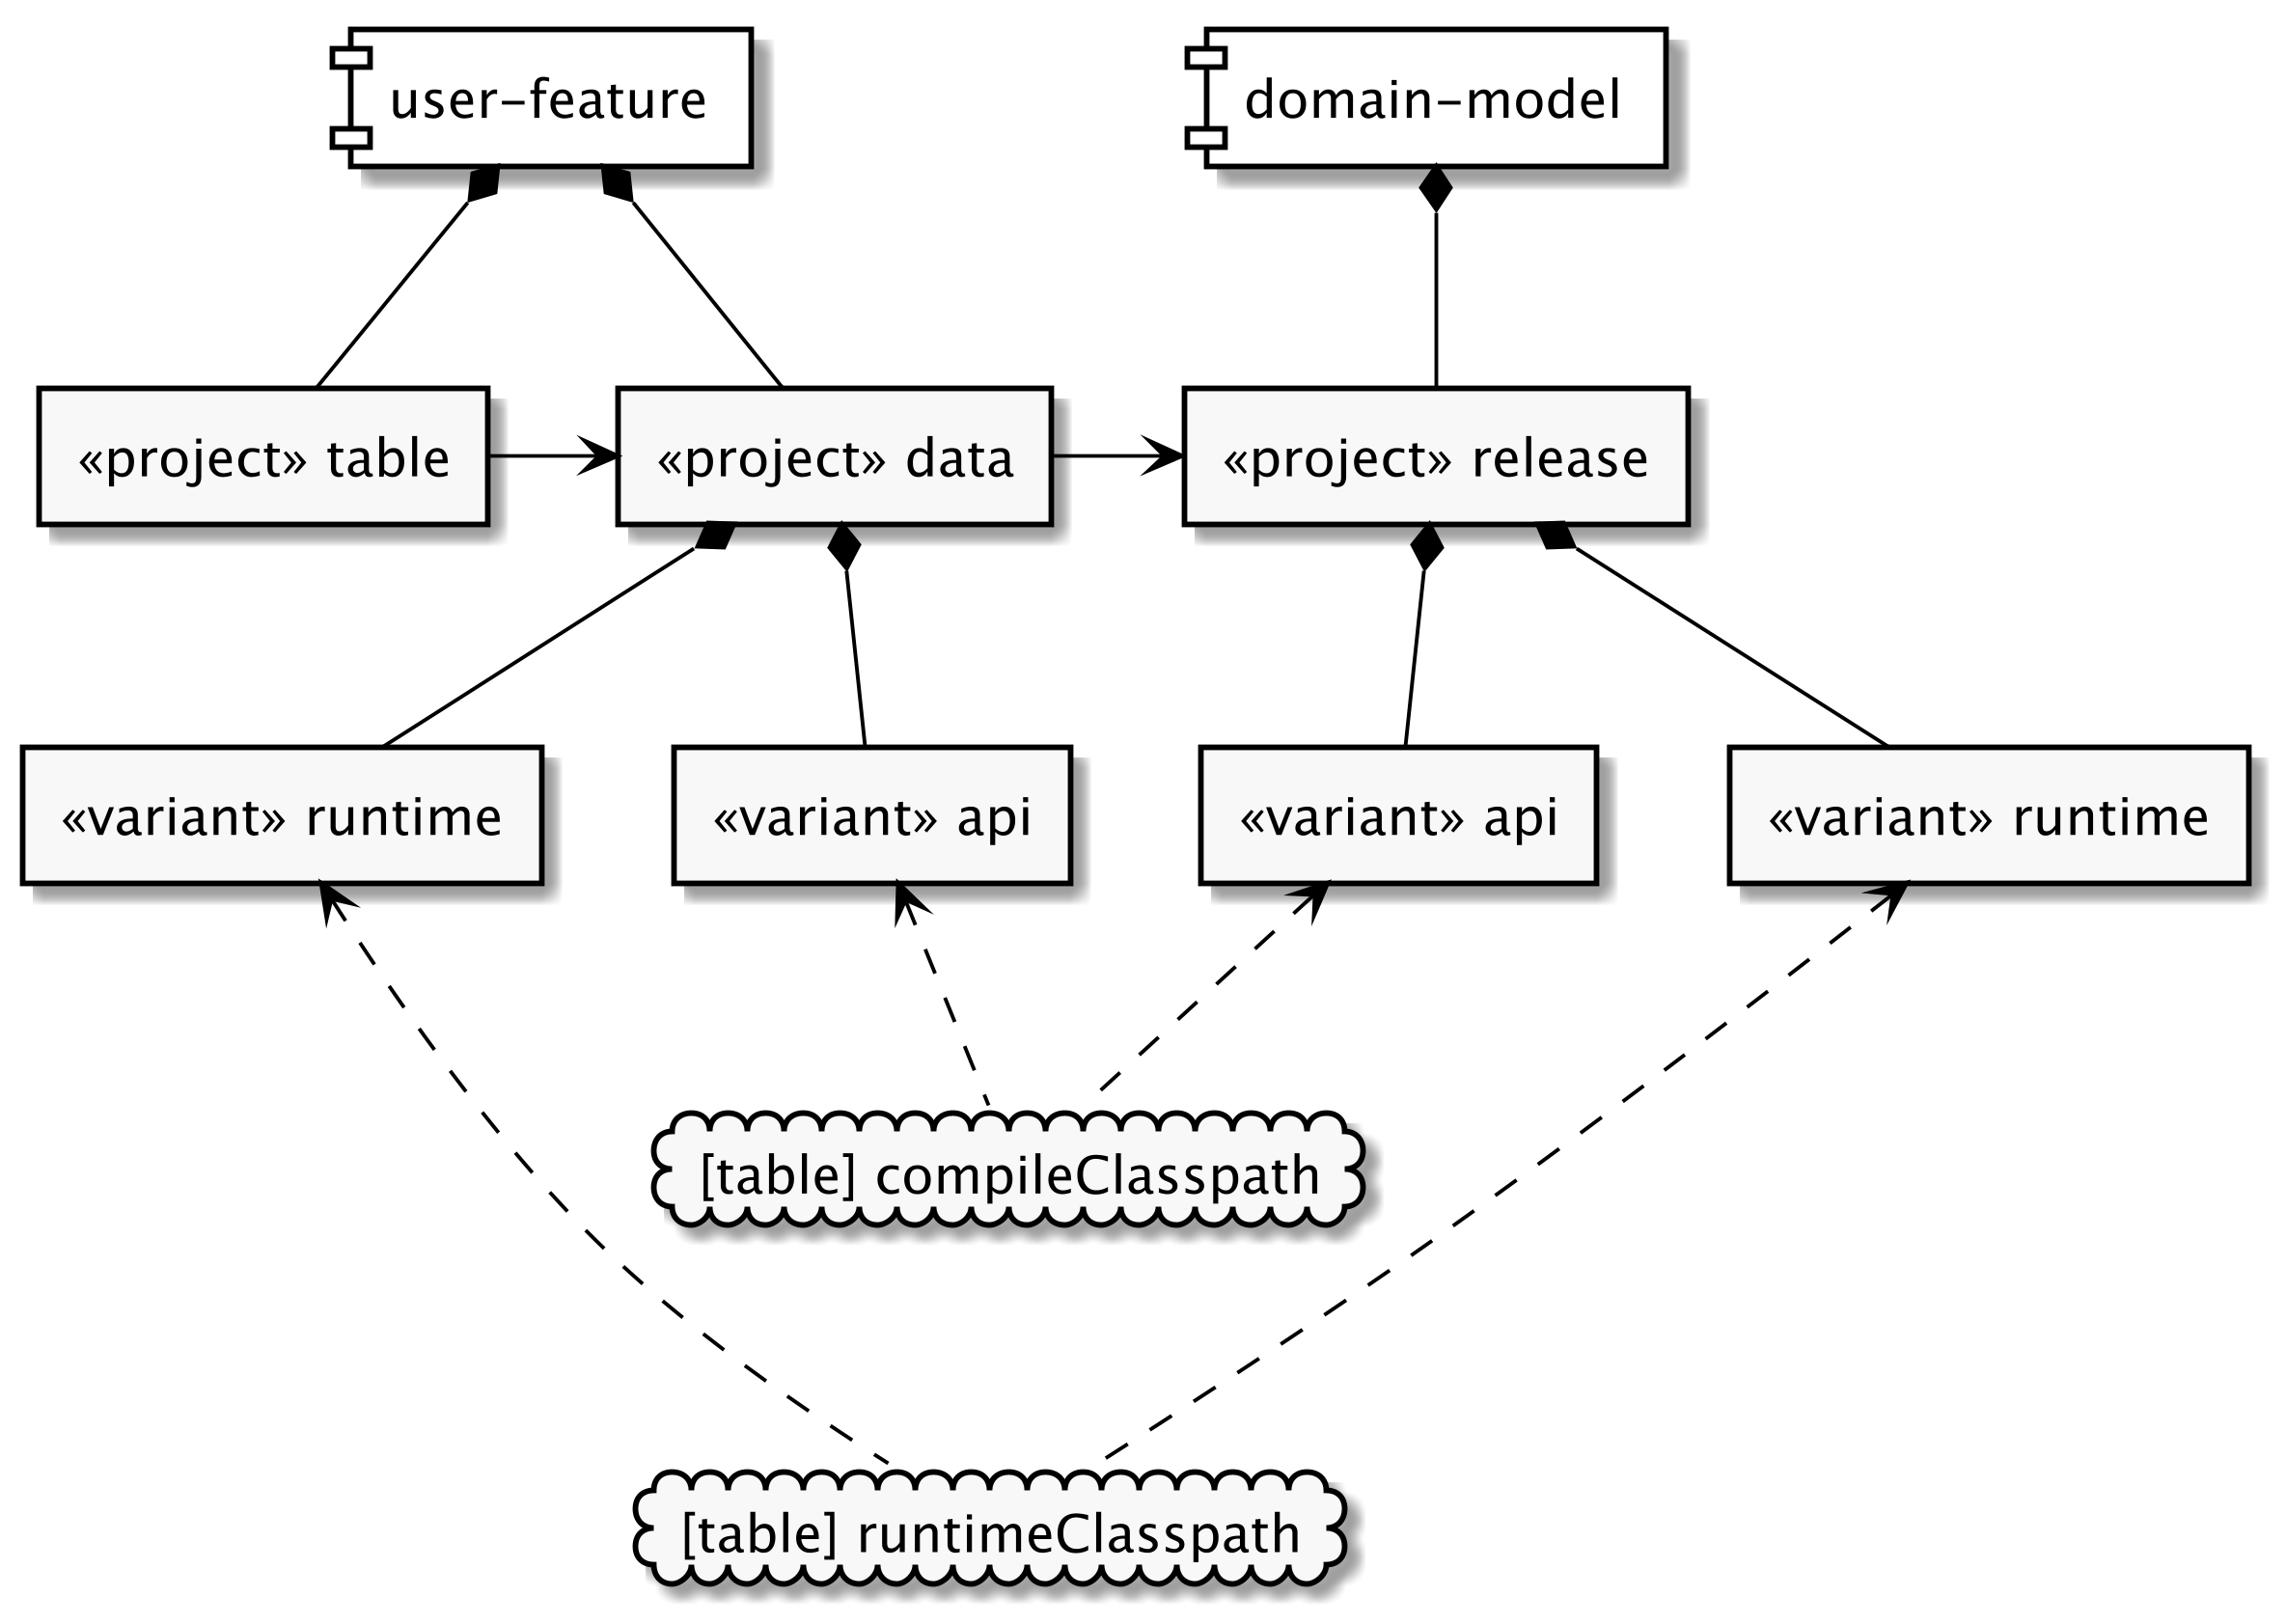 user-feature
domain-model
«project» table
«project» data
«project» release
«variant» runtime
«variant» api
«variant» api
«variant» runtime
[table] compileClasspath
[table] runtimeClasspath